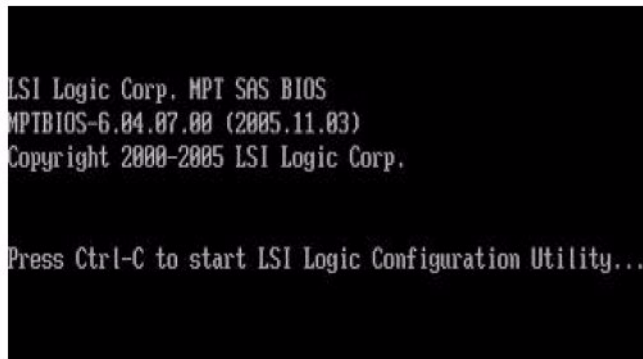 LSI Logic Corp. MPT SAS BIOS
MPTBIOS-6.04.07.00 (2005.11.03)
Copyright 2000-2005 LSI Logic Corp.
Press Ctrl-C to start LSI Logic Configuration Utility...